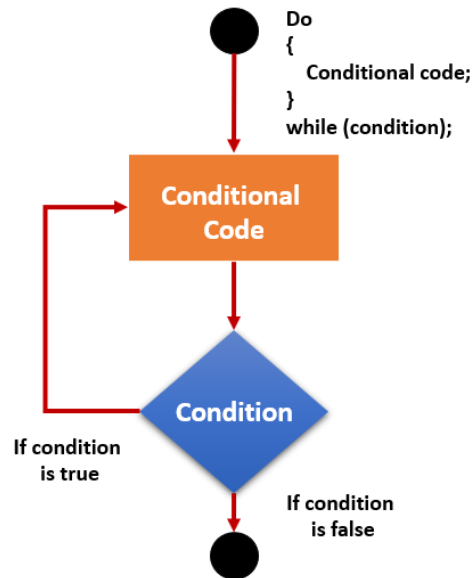 Do
{
Conditional code;
}
while (condition);
Conditional
Code
Condition
If condition
is true
If condition
is false